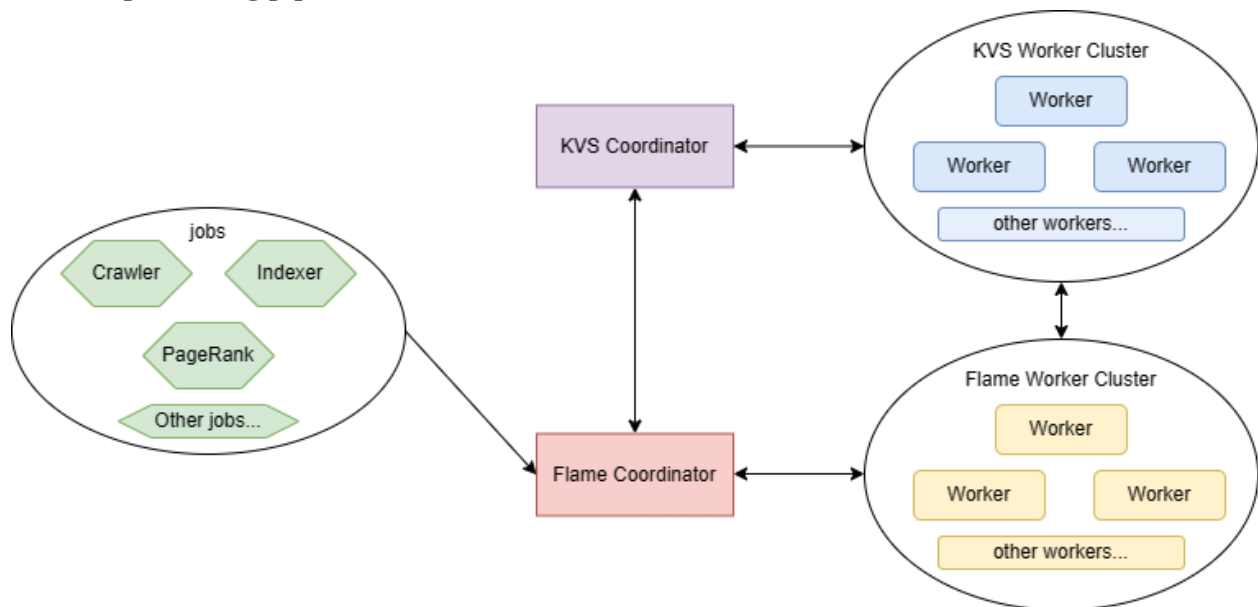 KVS Worker Cluster
Worker
KVS Coordinator
Worker
Worker
other workers...
jobs
Crawler
Indexer
PageRank
Other jobs...
Flame Worker Cluster
Worker
Flame Coordinator
Worker
Worker
other workers...